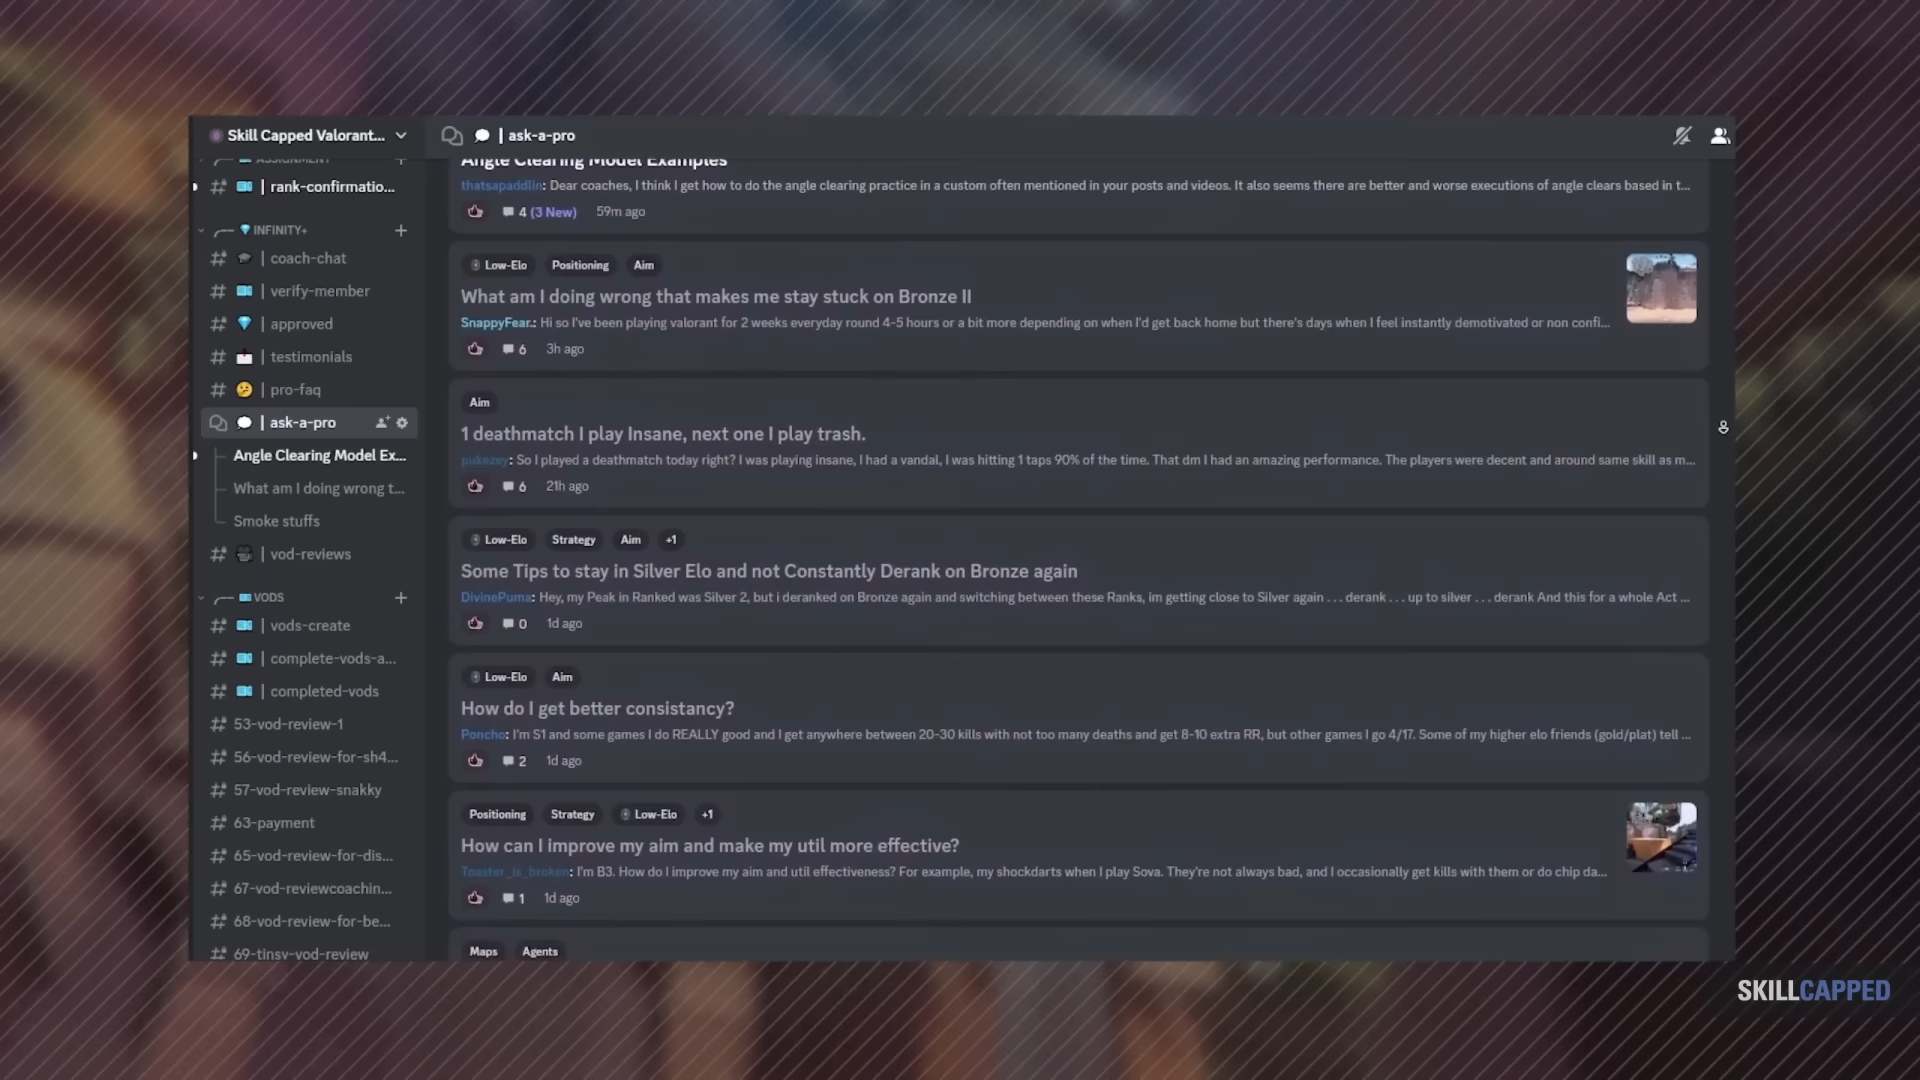 Skill Capped Valorant...
ASSIGNMENT
| rank-confirmatio...
INFINITY+
| coach-chat
| verify-member
| approved
| testimonials
| pro-faq
| ask-a-pro
Angle Clearing Model Ex...
What am I doing wrong t...
Smoke stuffs
| vod-reviews
VODS
| vods-create
| complete-vods-a...
| completed-vods
53-vod-review-1
56-vod-review-for-sh4...
57-vod-review-snakky
63-payment
65-vod-review-for-dis...
67-vod-reviewcoachin...
68-vod-review-for-be...
69-tinsy-vod-review
| ask-a-pro
Angle Clearing Model Examples
thatsapaddlin: Dear coaches, I think I get how to do the angle clearing practice in a custom often mentioned in your posts and videos. It also seems there are better and worse executions of angle clears based in t...
4 (3 New) 59m ago
Low-Elo Positioning Aim
What am I doing wrong that makes me stay stuck on Bronze II
SnappyFear.: Hi so I've been playing valorant for 2 weeks everyday round 4-5 hours or a bit more depending on when I'd get back home but there's days when I feel instantly demotivated or non confi...
6 3h ago
Aim
1 deathmatch I play Insane, next one I play trash.
pukezey: So I played a deathmatch today right? I was playing insane, I had a vandal, I was hitting 1 taps 90% of the time. That dm I had an amazing performance. The players were decent and around same skill as m...
6 21h ago
Low-Elo Strategy Aim +1
Some Tips to stay in Silver Elo and not Constantly Derank on Bronze again
DivinePuma: Hey, my Peak in Ranked was Silver 2, but i deranked on Bronze again and switching between these Ranks, im getting close to Silver again . . . derank . . . up to silver . . . derank And this for a whole Act ...
0 1d ago
Low-Elo Aim
How do I get better consistancy?
Poncho: I'm S1 and some games I do REALLY good and I get anywhere between 20-30 kills with not too many deaths and get 8-10 extra RR, but other games I go 4/17. Some of my higher elo friends (gold/plat) tell ...
2 1d ago
Positioning Strategy Low-Elo +1
How can I improve my aim and make my util more effective?
Toaster_is_broken: I'm B3. How do I improve my aim and util effectiveness? For example, my shockdarts when I play Sova. They're not always bad, and I occasionally get kills with them or do chip da...
1 1d ago
Maps Agents
SKILLCAPPED